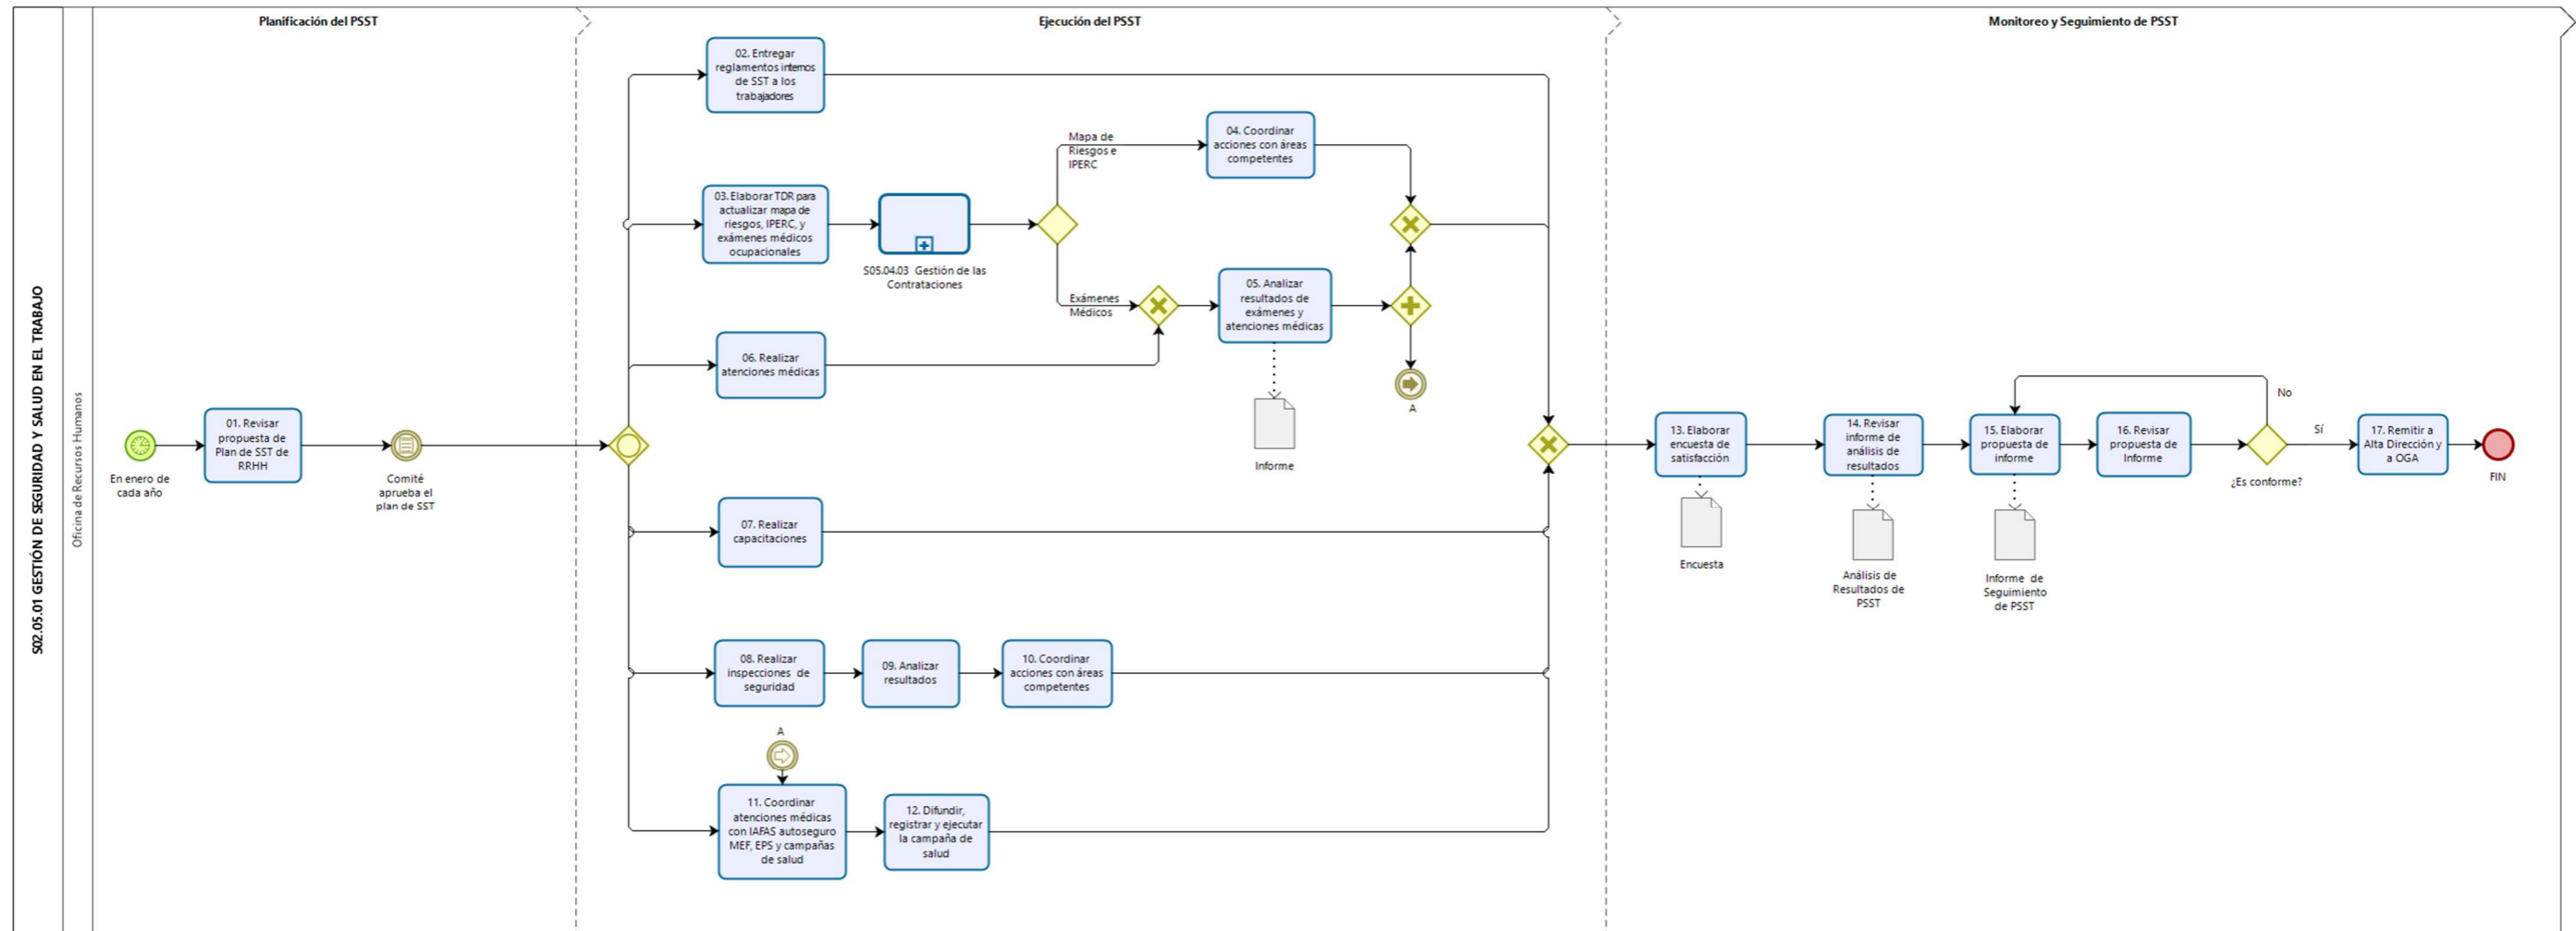 S02.05.01 GESTIÓN DE SEGURIDAD Y SALUD EN EL TRABAJO
Oficina de Recursos Humanos
Planificación del PSST
Ejecución del PSST
Monitoreo y Seguimiento de PSST
En enero de
cada año
01. Revisar
propuesta de
Plan de SST de
RRHH
Comité
aprueba el
plan de SST
02. Entregar
reglamentos internos
de SST a los
trabajadores
03. Elaborar TDR para
actualizar mapa de
riesgos, IPERC, y
exámenes médicos
ocupacionales
S05.04.03 Gestión de las
Contrataciones
Mapa de
Riesgos e
IPERC
04. Coordinar
acciones con áreas
competentes
Exámenes
Médicos
05. Analizar
resultados de
exámenes y
atenciones médicas
Informe
A
06. Realizar
atenciones médicas
07. Realizar
capacitaciones
08. Realizar
inspecciones de
seguridad
09. Analizar
resultados
10. Coordinar
acciones con áreas
competentes
A
11. Coordinar
atenciones médicas
con IAFAS autoseguro
MEF, EPS y campañas
de salud
12. Difundir,
registrar y ejecutar
la campaña de
salud
13. Elaborar
encuesta de
satisfacción
Encuesta
14. Revisar
informe de
análisis de
resultados
Análisis de
Resultados de
PSST
15. Elaborar
propuesta de
informe
Informe de
Seguimiento
de PSST
16. Revisar
propuesta de
Informe
¿Es conforme?
No
Sí
17. Remitir a
Alta Dirección y
a OGA
FIN